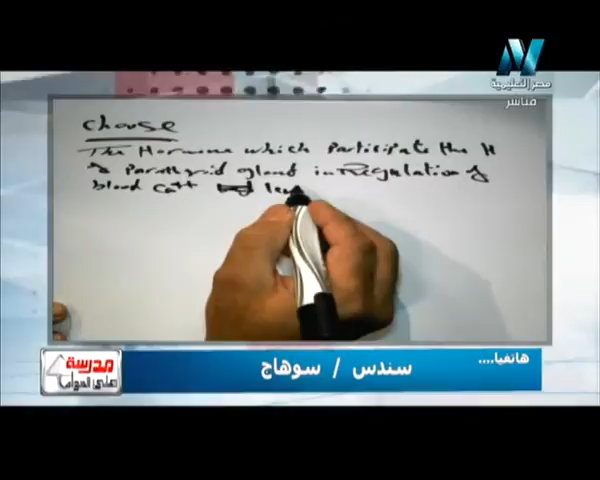 مصر التعليمية
مباشر
choose
The Hormone which participate the H
of parathyroid gland in Regulation of
blood Ca++ lev
هاتفيا....
سندس / سوهاج
مدرسة
على الهواء